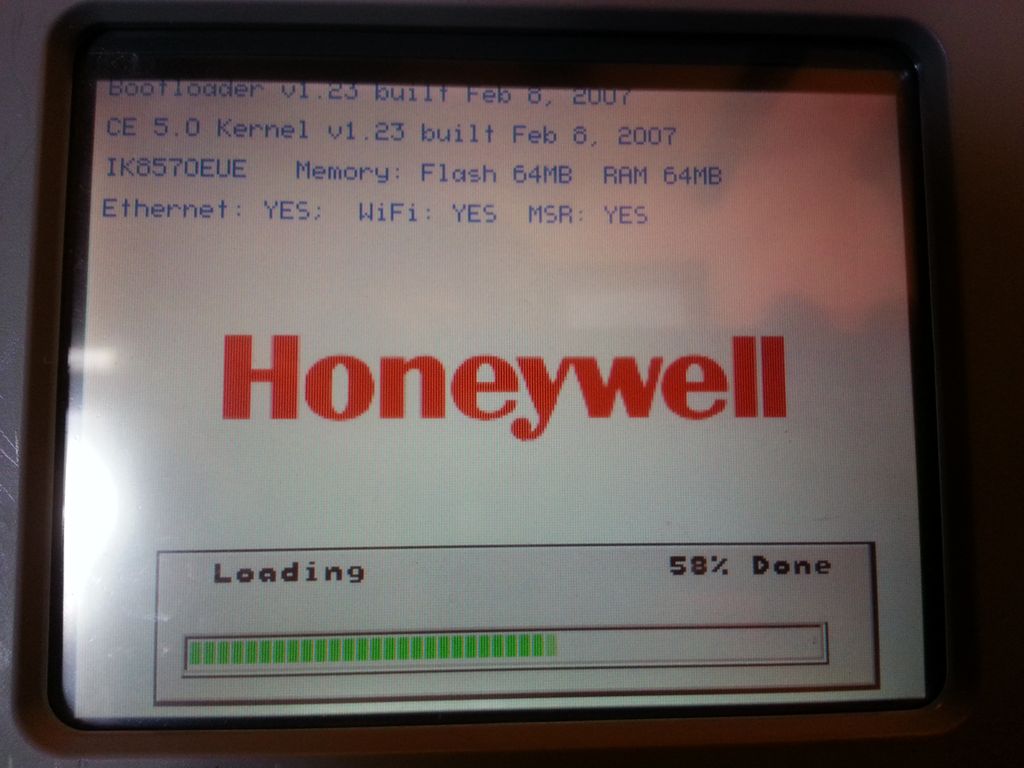 Bootloader v1.23 built Feb 8, 2007
CE 5.0 Kernel v1.23 built Feb 8, 2007
IK8570EUE Memory: Flash 64MB RAM 64MB
Ethernet: YES; WiFi: YES MSR: YES
Honeywell
Loading 58% Done